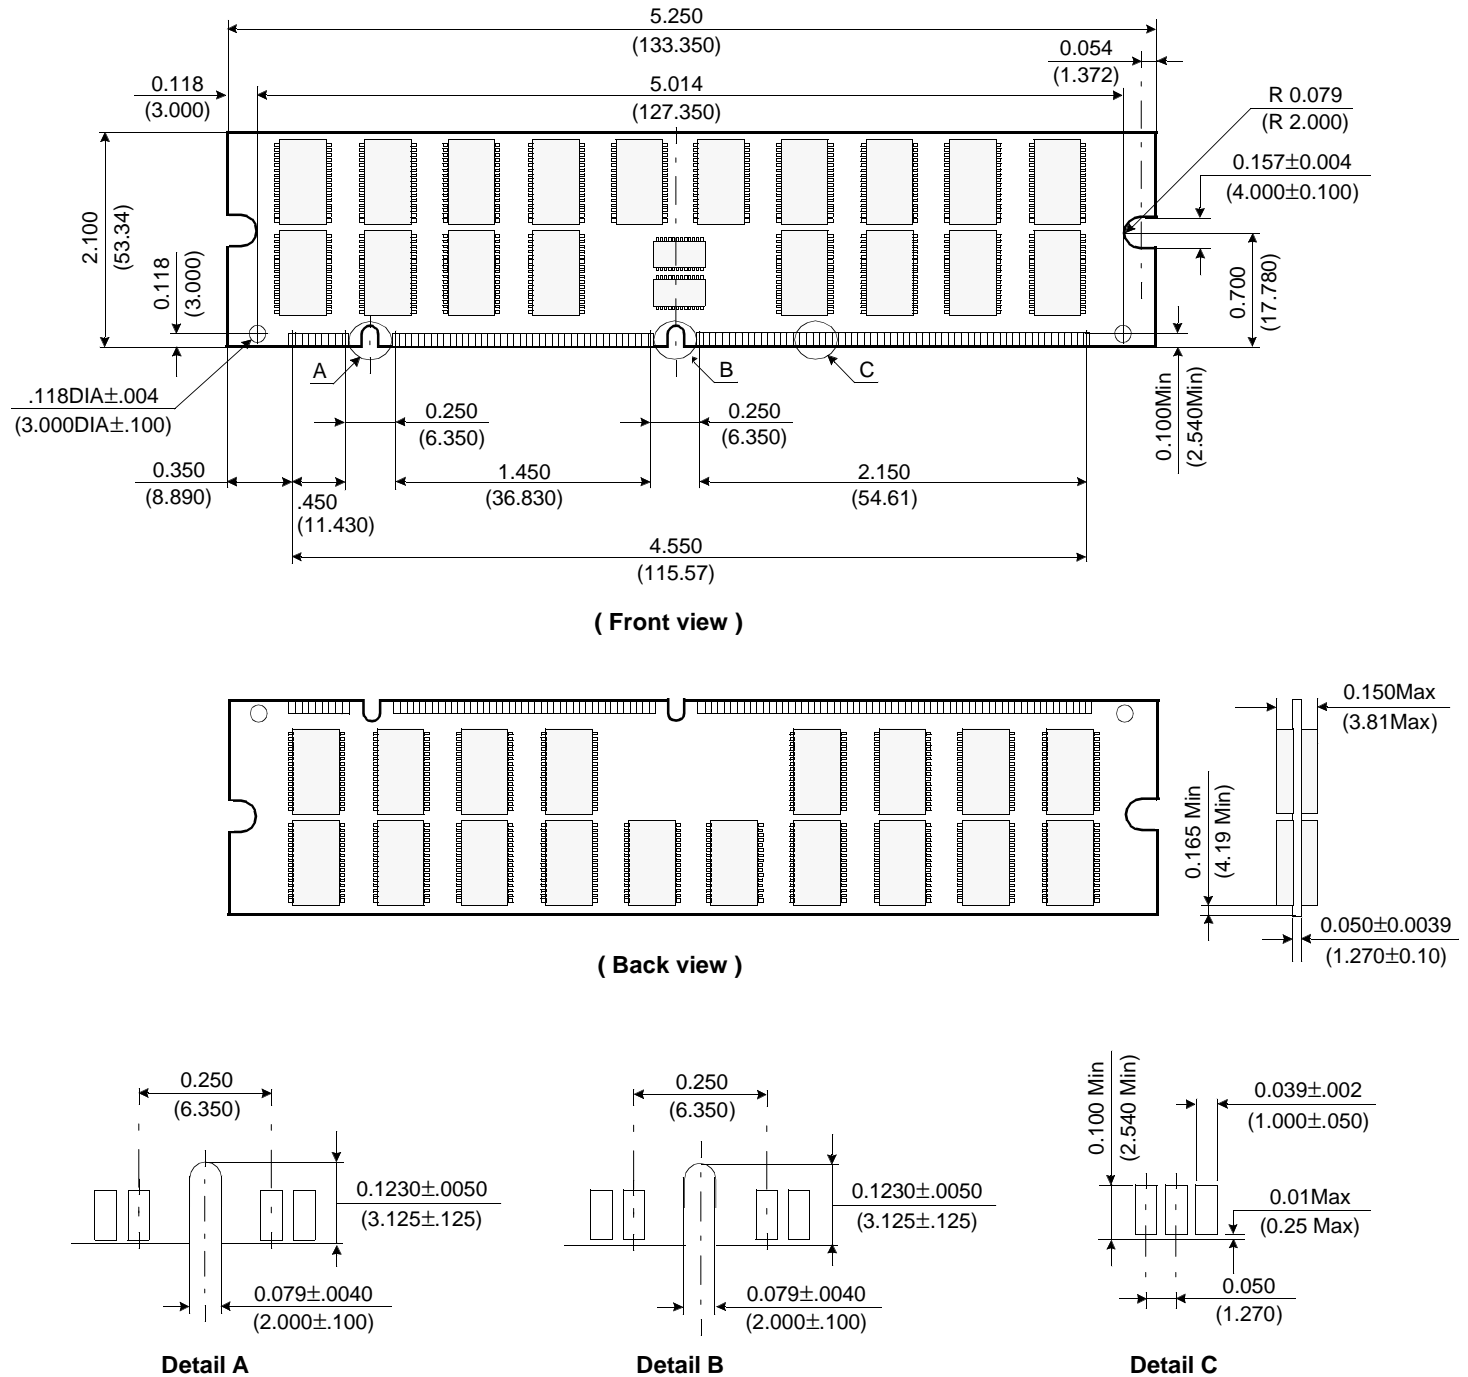 5.250
(133.350)
0.054
(1.372)
0.118
(3.000)
5.014
(127.350)
R 0.079
(R 2.000)
0.157±0.004
(4.000±0.100)
2.100
(53.34)
0.118
(3.000)
0.700
(17.780)
A
B
C
.118DIA±.004
(3.000DIA±.100)
0.250
(6.350)
0.250
(6.350)
0.100Min
(2.540Min)
0.350
(8.890)
.450
(11.430)
1.450
(36.830)
2.150
(54.61)
4.550
(115.57)
( Front view )
0.150Max
(3.81Max)
0.165 Min
(4.19 Min)
0.050±0.0039
(1.270±0.10)
( Back view )
0.250
(6.350)
0.1230±.0050
(3.125±.125)
0.079±.0040
(2.000±.100)
Detail A
0.250
(6.350)
0.1230±.0050
(3.125±.125)
0.079±.0040
(2.000±.100)
Detail B
0.100 Min
(2.540 Min)
0.039±.002
(1.000±.050)
0.01Max
(0.25 Max)
0.050
(1.270)
Detail C